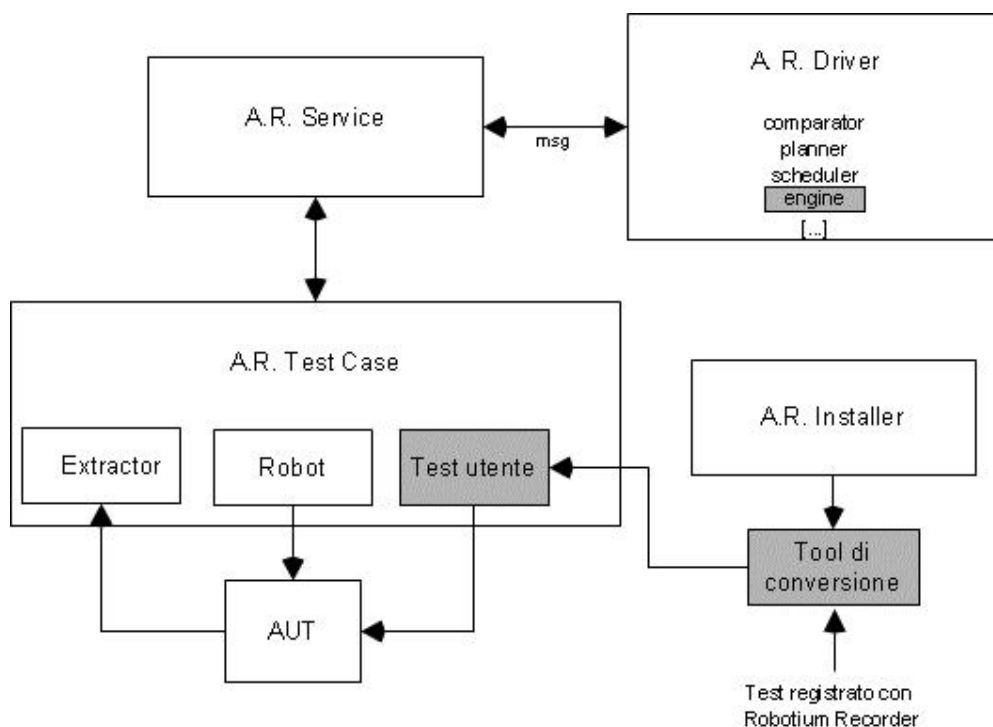 A.R. Service
A. R. Driver
msg
comparator
planner
scheduler
engine
[...]
A.R. Test Case
Extractor
Robot
Test utente
A.R. Installer
Tool di
conversione
AUT
Test registrato con
Robotium Recorder